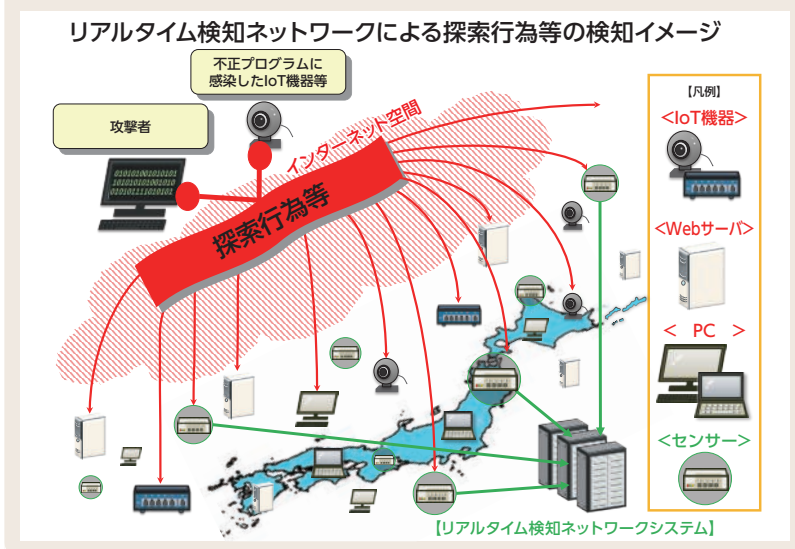 リアルタイム検知ネットワークによる探索行為等の検知イメージ
不正プログラムに
感染したIoT機器等
攻撃者
インターネット空間
探索行為等
【凡例】
<IoT機器>
<Webサーバ>
< PC >
<センサー>
【リアルタイム検知ネットワークシステム】